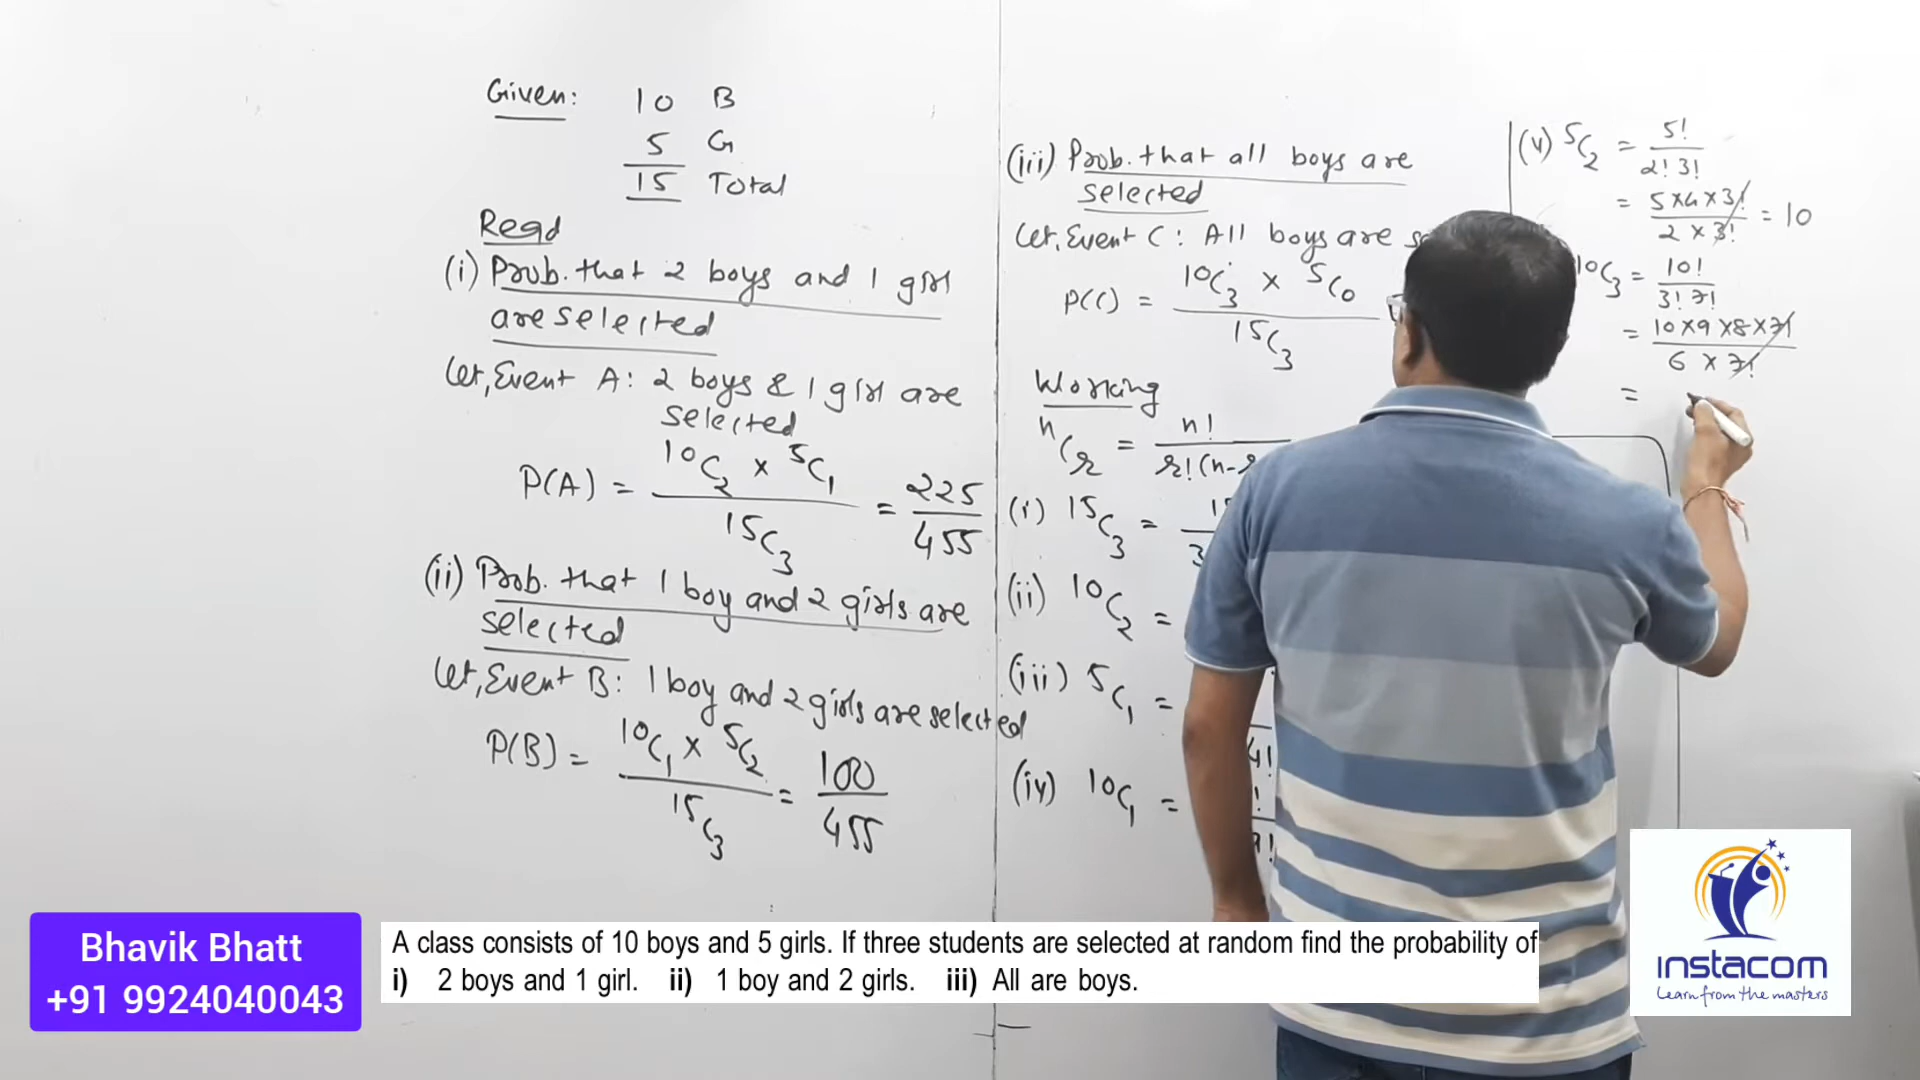 Given: 10 B
5 G
15 Total
Read
(i) Prob. that 2 boys and 1 girl
are selected
Let, Event A: 2 boys & 1 girl are
selected
P(A) = 10C2 x 5C1 / 15C3 = 225/455
(ii) Prob. that 1 boy and 2 girls are
selected
Let, Event B: 1 boy and 2 girls are selected
P(B) = 10C1 x 5C2 / 15C3 = 100/455
(iii) Prob. that all boys are
selected
Let, Event C: All boys are
P(C) = 10C3 x 5C0 / 15C3
Working
nCr = n! / r!(n-
(i) 15C3 =
(ii) 10C2 =
(iii) 5C1 =
4!
(iv) 10C1 =
(v) 5C2 = 5! / 2! 3!
= 5x4x3! / 2x3! = 10
10C3 = 10! / 3! 7!
= 10x9x8x7! / 6x7!
=
Bhavik Bhatt
+91 9924040043
A class consists of 10 boys and 5 girls. If three students are selected at random find the probability of
i) 2 boys and 1 girl. ii) 1 boy and 2 girls. iii) All are boys.
instacom
Learn from the masters